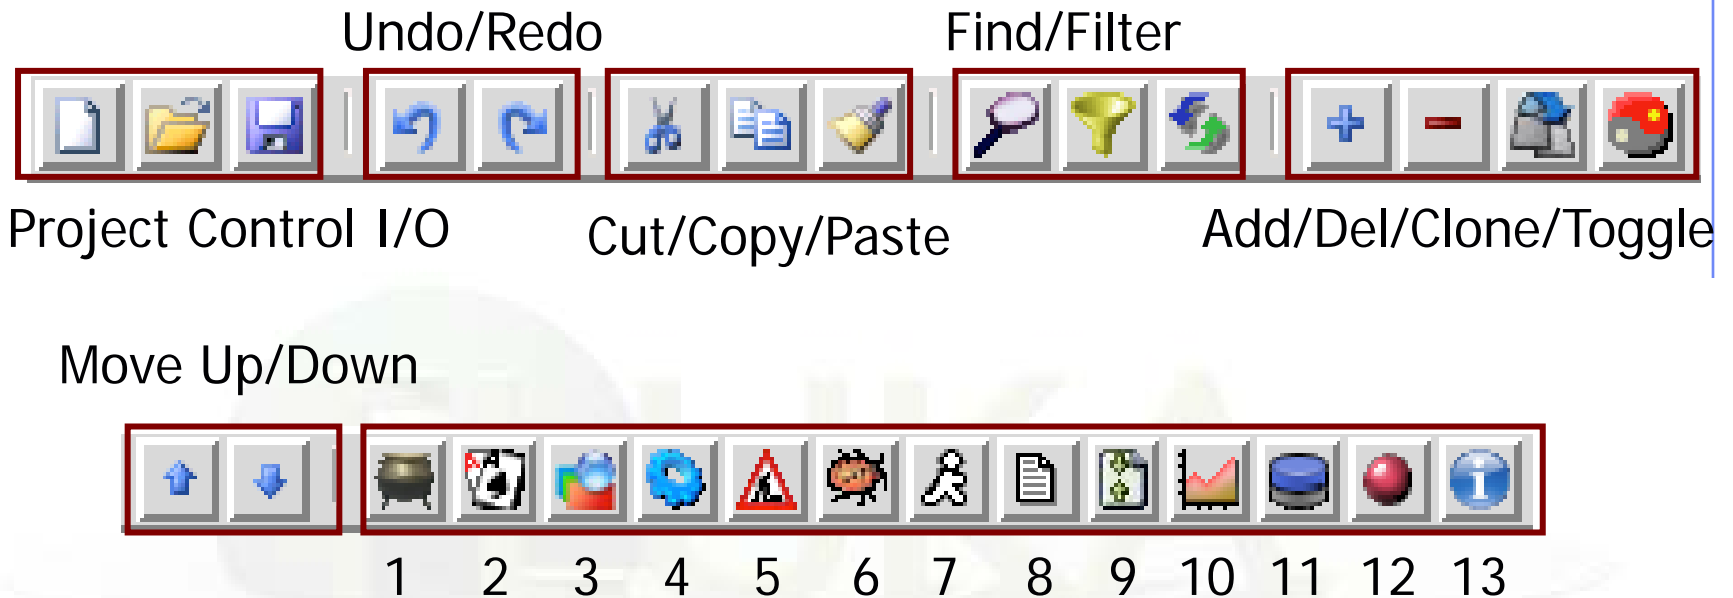 Undo/Redo
Find/Filter
Project Control I/O
Cut/Copy/Paste
Add/Del/Clone/Toggle
Move Up/Down
1 2 3 4 5 6 7 8 9 10 11 12 13